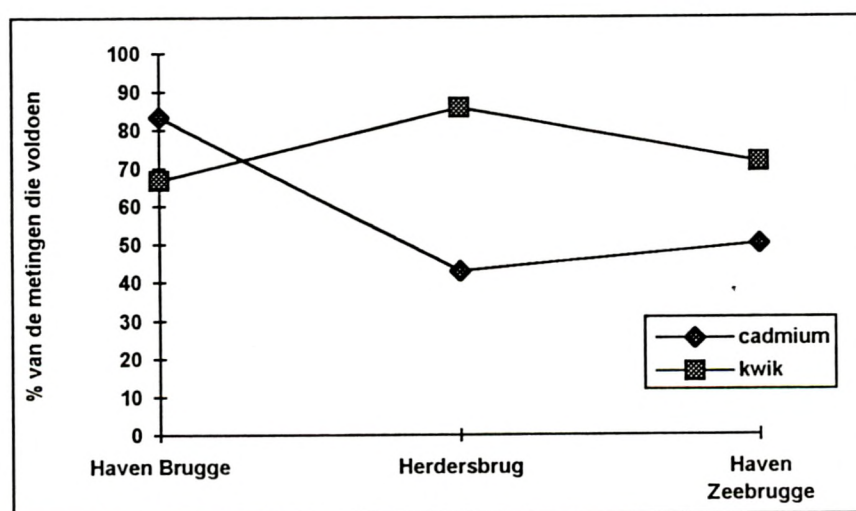 % van de metingen die voldoen
100
90
80
70
60
50
40
30
20
10
0
Haven Brugge
Herdersbrug
Haven
Zeebrugge
cadmium
kwik